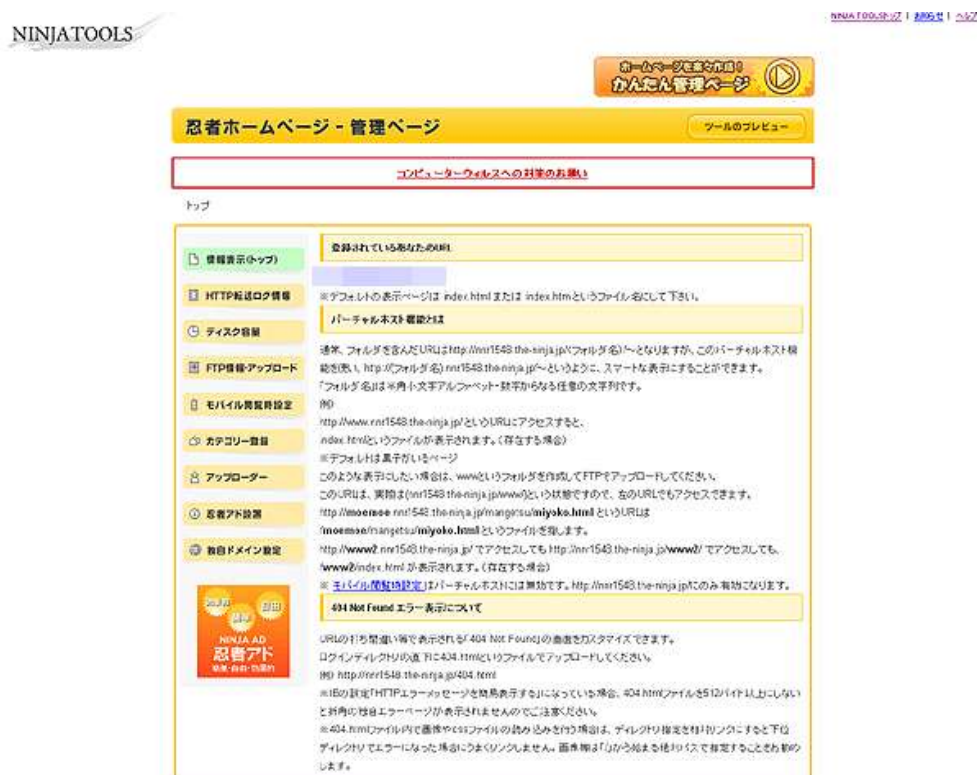 NINJATOOLS
NINJATOOLSトップ | お知らせ | ヘルプ
ホームページを楽々作成!
かんたん管理ページ
忍者ホームページ - 管理ページ
ツールのプレビュー
コンピューターウィルスへの対策のお願い
トップ
情報表示(トップ)
HTTP転送ログ情報
ディスク容量
FTP情報・アップロード
モバイル閲覧時設定
カテゴリー登録
アップローダー
忍者アド設置
独自ドメイン設定
NINJA AD
忍者アド
簡単・自由・効果的
登録されているあなたのURL
※デフォルトの表示ページは index.html または index.htmというファイル名にして下さい。
バーチャルホスト機能とは
通常、フォルダを含んだURLはhttp://nnr1548.the-ninja.jp/(フォルダ名)/~となりますが、このバーチャルホスト機
能を使い、http://(フォルダ名).nnr1548.the-ninja.jp/~というように、スマートな表示にすることができます。
「フォルダ名」は半角小文字アルファベット・数字からなる任意の文字列です。
例)
http://www.nnr1548.the-ninja.jp/というURLにアクセスすると、
index.htmlというファイルが表示されます。(存在する場合)
※デフォルトは黒子がいるページ
このような表示にしたい場合は、wwwというフォルダを作成してFTPでアップロードしてください。
このURLは、実際は(nnr1548.the-ninja.jp/www/)という状態ですので、左のURLでもアクセスできます。
http://moemoe.nnr1548.the-ninja.jp/mangetsu/miyoko.html というURLは
/moemoe/mangetsu/miyoko.htmlというファイルを指します。
http://www2.nnr1548.the-ninja.jp/ でアクセスしても http://nnr1548.the-ninja.jp/www2/ でアクセスしても、
/www2/index.html が表示されます。(存在する場合)
※ モバイル閲覧時設定 はバーチャルホストには無効です。http://nnr1548.the-ninja.jp/にのみ有効になります。
404 Not Found エラー表示について
URLの打ち間違い等で表示される「404 Not Found」の画面をカスタマイズできます。
ログインディレクトリの直下に404.htmlというファイルでアップロードしてください。
例) http://nnr1548.the-ninja.jp/404.html
※IEの設定「HTTPエラーメッセージを簡易表示する」になっている場合、404.htmlファイルを512バイト以上にしない
と折角の独自エラーページが表示されませんのでご注意ください。
※404.htmlファイル内で画像やcssファイルの読み込みを行う場合は、ディレクトリ指定を相対リンクにすると下位
ディレクトリでエラーになった場合にうまくリンクしません。画像等は「/」から始まる絶対パスで指定することをお勧め
します。